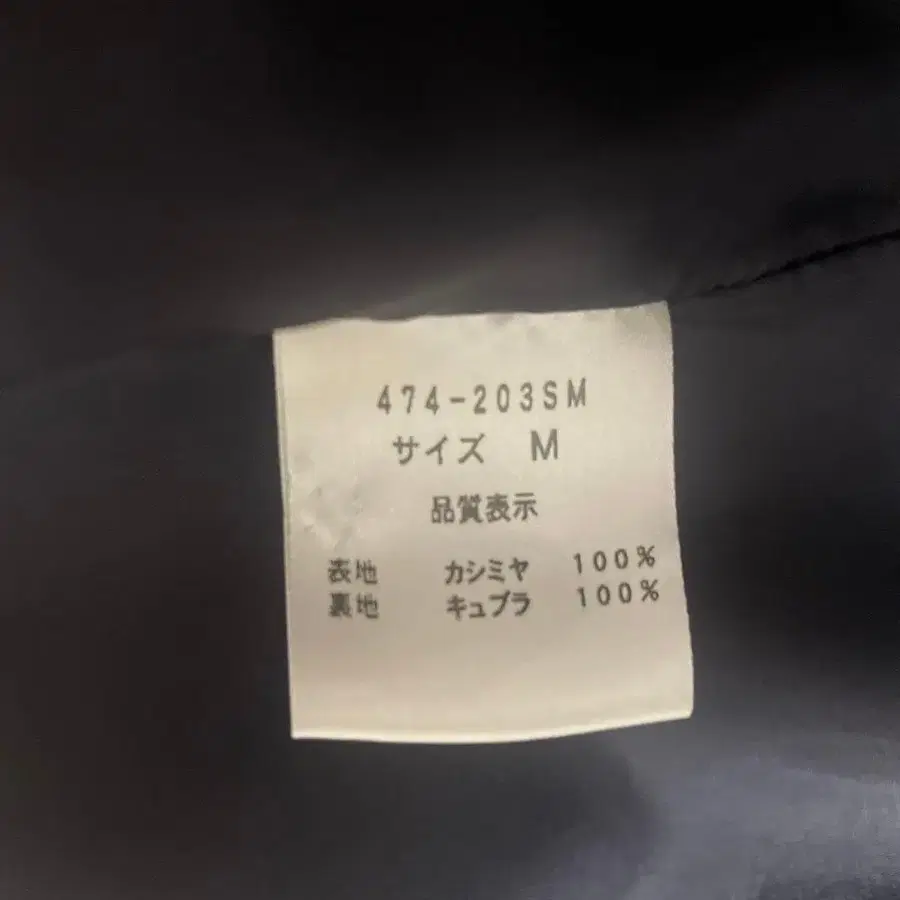 474-203SM
サイズ M
品質表示
表地 カシミヤ 100%
裏地 キュプラ 100%